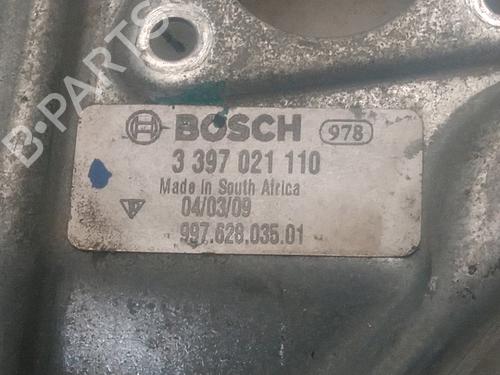 B-PARTS
BOSCH 978
3 397 021 110
Made in South Africa
04/03/09
997.628.035.01